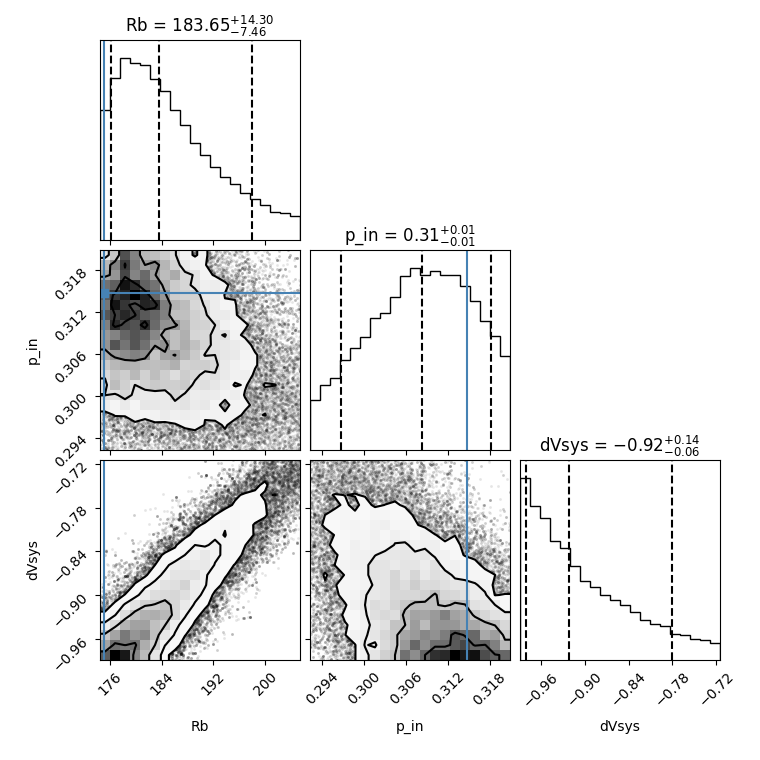 Rb = 183.65^{+14.30}_{-7.46}
p_in = 0.31^{+0.01}_{-0.01}
0.318
0.312
0.306
0.300
0.294
p_in
dVsys = −0.92^{+0.14}_{-0.06}
−0.72
−0.78
−0.84
−0.90
−0.96
dVsys
176 184 192 200
0.294 0.300 0.306 0.312 0.318
−0.96 −0.90 −0.84 −0.78 −0.72
Rb p_in dVsys